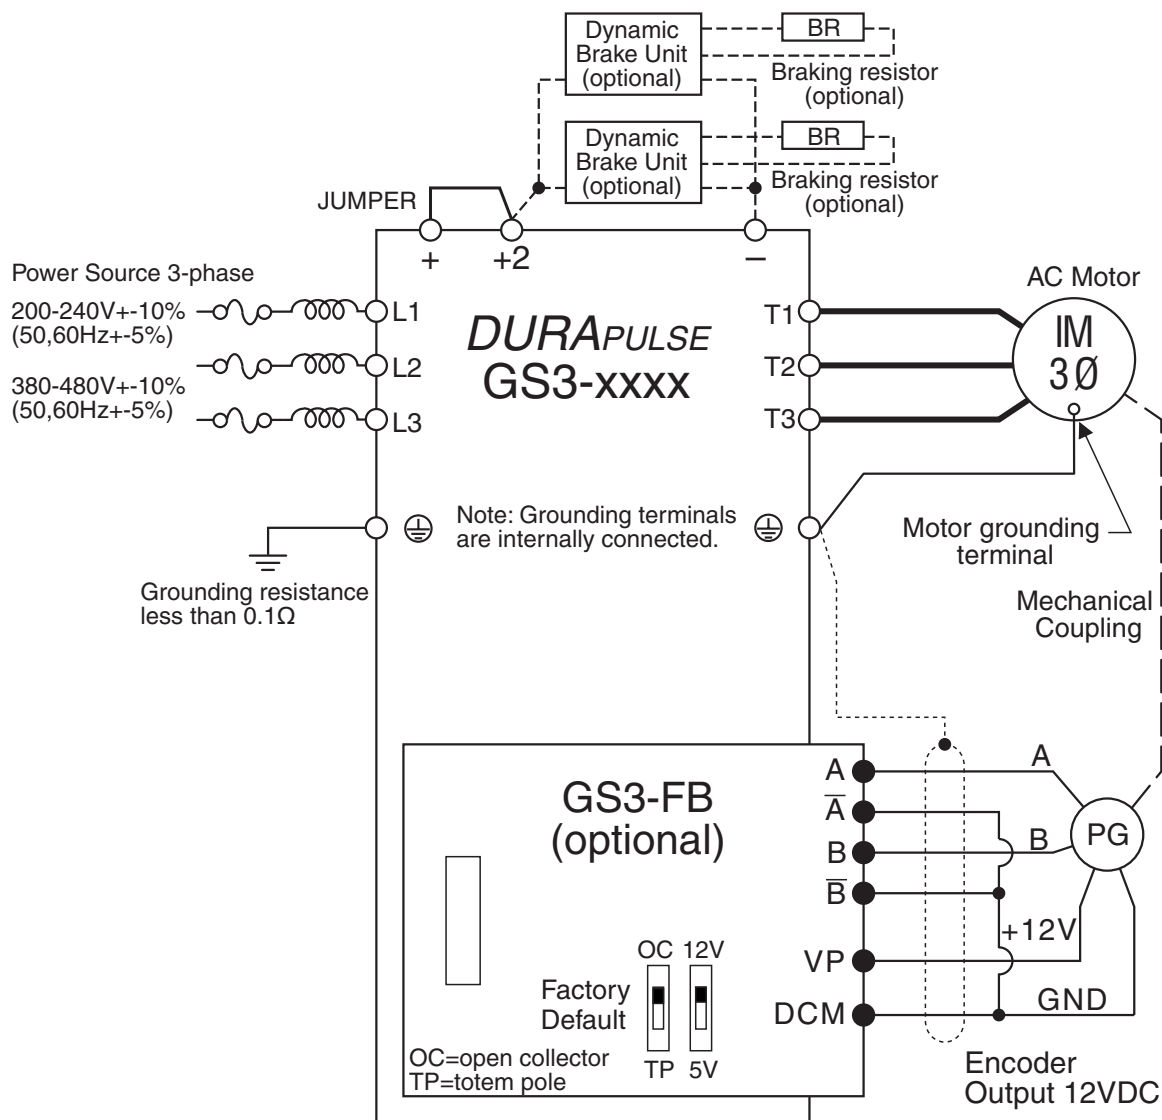 Dynamic
Brake Unit
(optional)
BR
Braking resistor
(optional)
Dynamic
Brake Unit
(optional)
BR
Braking resistor
(optional)
JUMPER
+
+2
–
Power Source 3-phase
200-240V+-10%
(50,60Hz+-5%)
380-480V+-10%
(50,60Hz+-5%)
L1
L2
L3
DURAPULSE
GS3-xxxx
T1
T2
T3
AC Motor
IM
3Ø
Note: Grounding terminals
are internally connected.
Grounding resistance
less than 0.1Ω
Motor grounding
terminal
Mechanical
Coupling
GS3-FB
(optional)
A
A̅
B
B̅
VP
DCM
A
B
+12V
GND
PG
OC 12V
Factory
Default
TP 5V
OC=open collector
TP=totem pole
Encoder
Output 12VDC